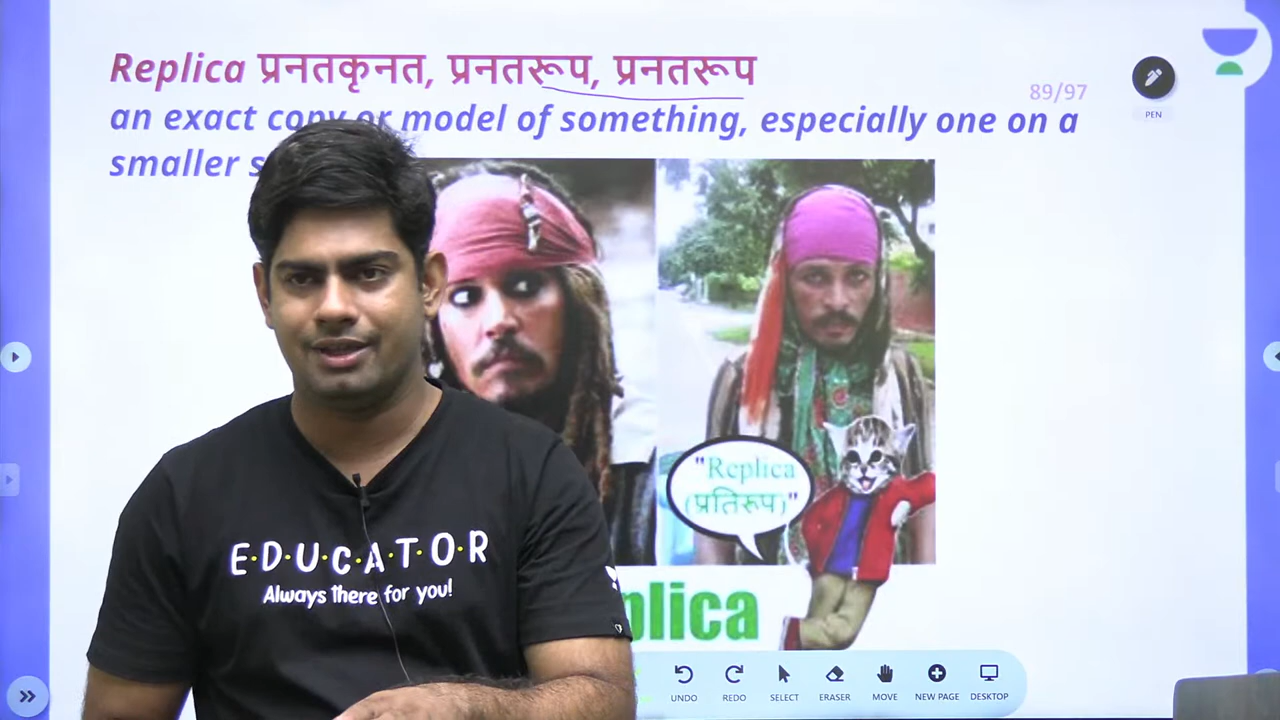 Replica प्रनतकृनत, प्रनतरूप, प्रनतरूप
89/97
PEN
an exact copy or model of something, especially one on a
smaller
"Replica
(प्रतिरूप)"
E·D·U·C·A·T·O·R
Always there for you!
plica
UNDO REDO SELECT ERASER MOVE NEW PAGE DESKTOP